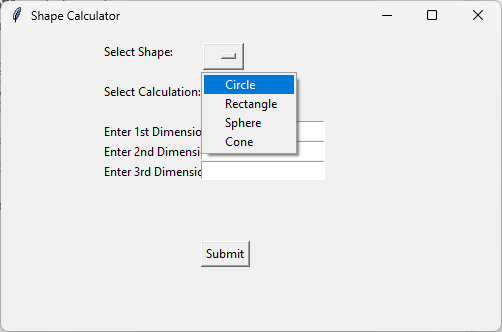 Shape Calculator
Select Shape:
Circle
Select Calculation:
Rectangle
Sphere
Enter 1st Dimensio
Cone
Enter 2nd Dimensi
Enter 3rd Dimensi
Submit